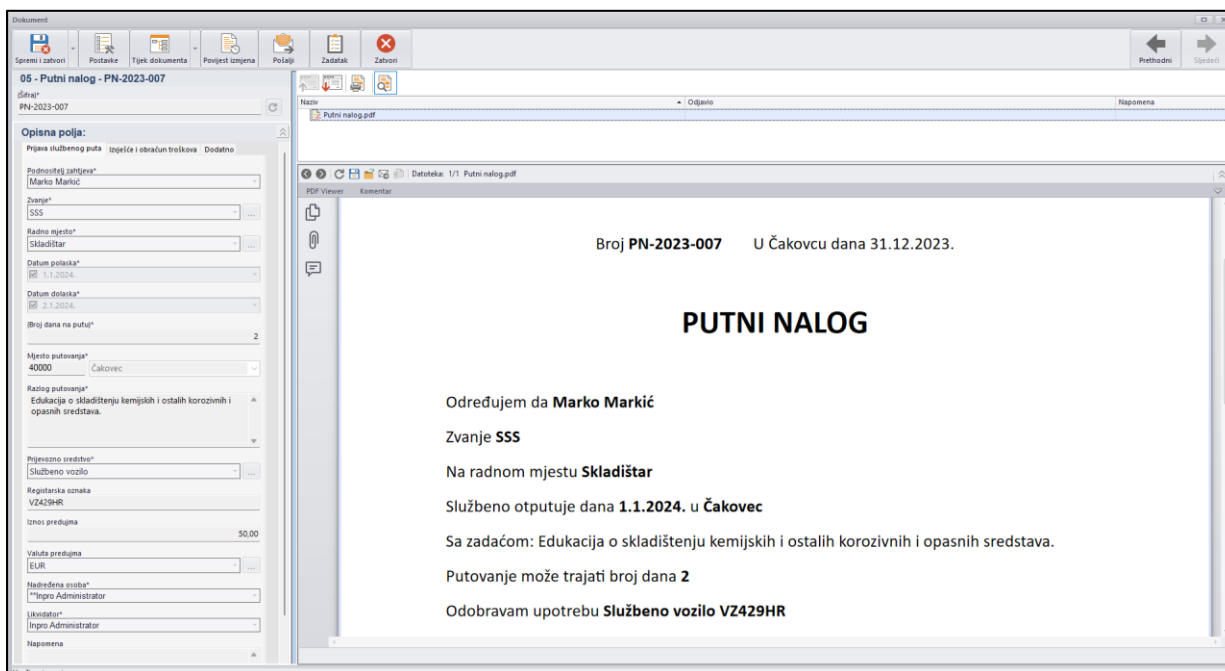 Dokument
Spremi i zatvori
Postavke
Tijek dokumenta
Povijest izmjena
Pošalji
Zadatak
Zatvori
Prethodni
Sljedeći
05 - Putni nalog - PN-2023-007
(Šifra)*
PN-2023-007
Opisna polja:
Prijava službenog puta Izvješće i obračun troškova Dodatno
Podnositelj zahtjeva*
Marko Markić
Zvanje*
SSS
Radno mjesto*
Skladištar
Datum polaska*
1.1.2024.
Datum dolaska*
2.1.2024.
(Broj dana na putu)*
2
Mjesto putovanja*
40000 Čakovec
Razlog putovanja*
Edukacija o skladištenju kemijskih i ostalih korozivnih i
opasnih sredstava.
Prijevozno sredstvo*
Službeno vozilo
Registarska oznaka
VZ429HR
Iznos predujma
50,00
Valuta predujma
EUR
Nadređena osoba*
**Inpro Administrator
Likvidator*
Inpro Administrator
Napomena
Naziv Odjavio Napomena
Putni nalog.pdf
Datoteka: 1/1 Putni nalog.pdf
PDF Viewer Komentar
Broj PN-2023-007 U Čakovcu dana 31.12.2023.
PUTNI NALOG
Određujem da Marko Markić
Zvanje SSS
Na radnom mjestu Skladištar
Službeno otputuje dana 1.1.2024. u Čakovec
Sa zadaćom: Edukacija o skladištenju kemijskih i ostalih korozivnih i opasnih sredstava.
Putovanje može trajati broj dana 2
Odobravam upotrebu Službeno vozilo VZ429HR